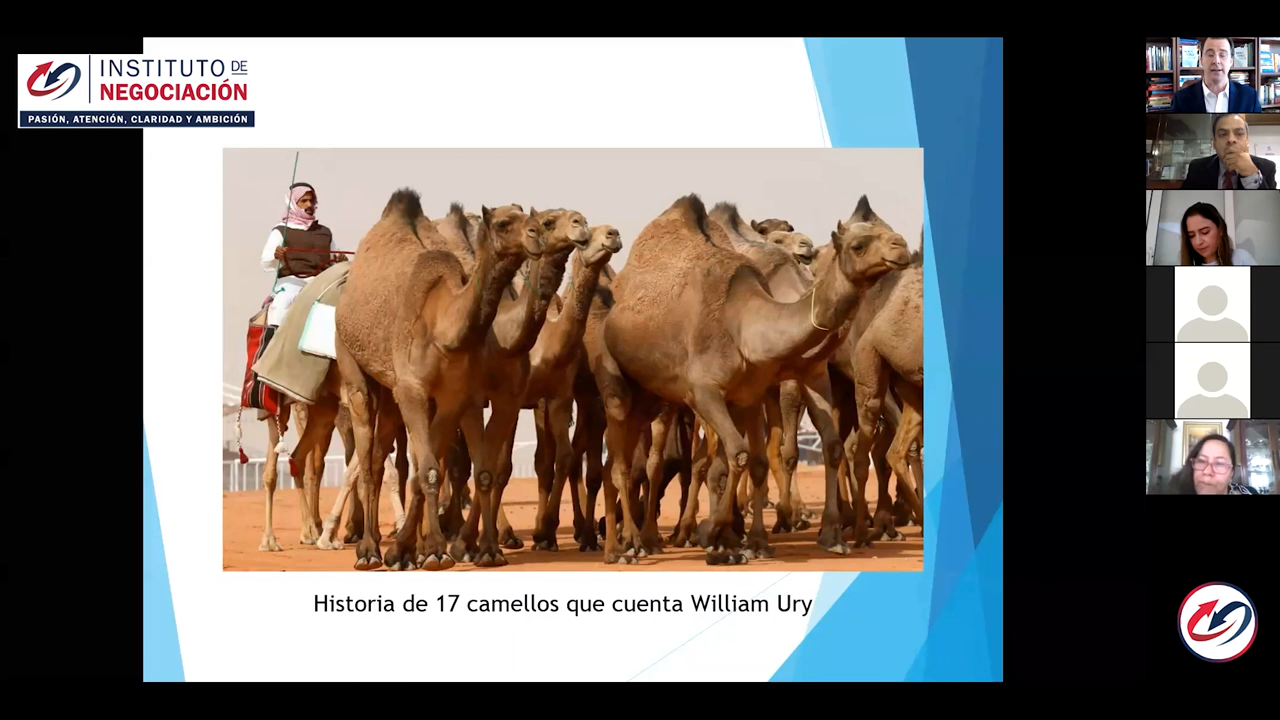 INSTITUTO DE
NEGOCIACIÓN
PASIÓN, ATENCIÓN, CLARIDAD Y AMBICIÓN
Historia de 17 camellos que cuenta William Ury